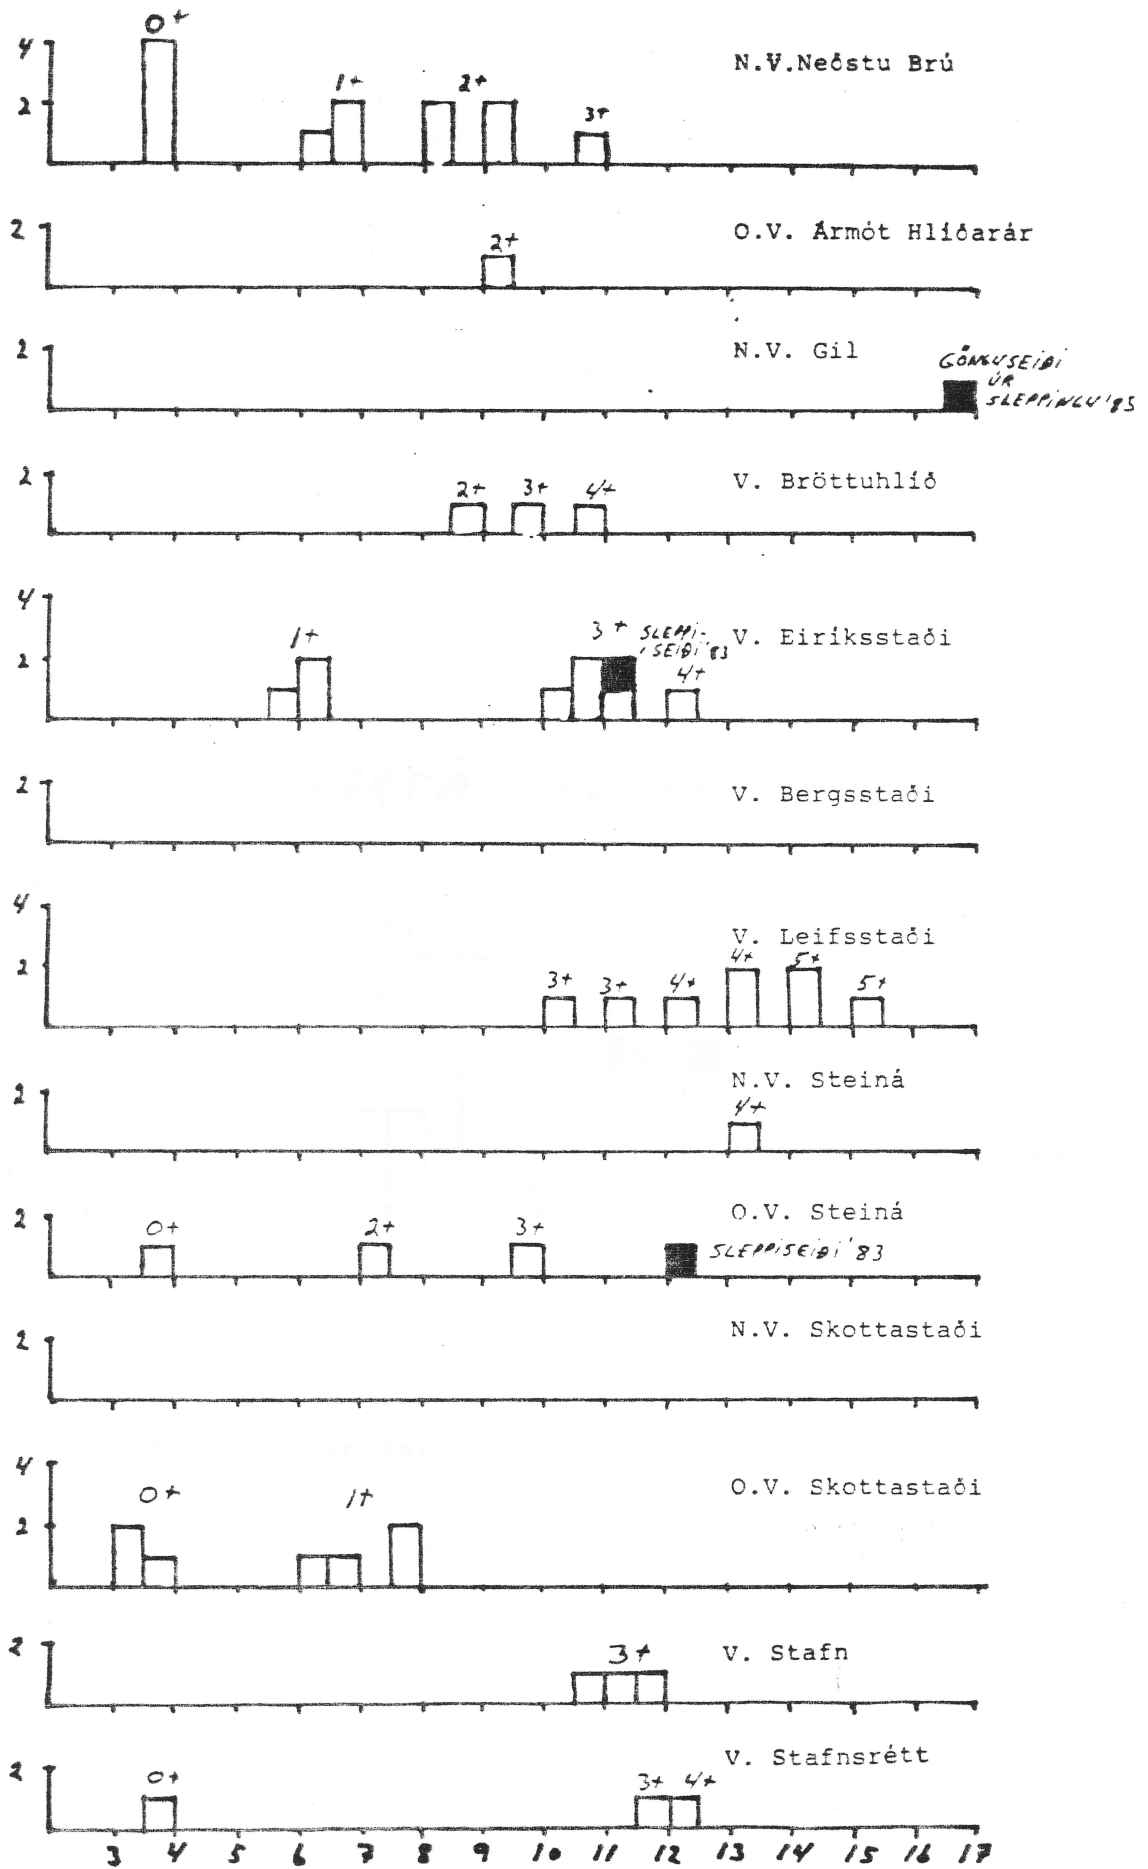 0+
4
N.V.Neðstu Brú
1+ 2+
2
3+
2
O.V. Ármót Hlíðarár
2+
2
N.V. Gil
GÖNGUSEIÐI
ÚR
SLEPPINGU '83
2
V. Bröttuhlíð
2+ 3+ 4+
4
1+ 3+ SLEPPI-
SEIÐI '83
V. Eiríksstaði
2
4+
2
V. Bergsstaði
4
V. Leifsstaði
2
4+ 5+
3+ 3+ 4+ 5+
N.V. Steiná
2
4+
2
O.V. Steiná
0+ 2+ 3+
SLEPPISEIÐI '83
2
N.V. Skottastaði
4
O.V. Skottastaði
0+ 1+
2
2
3+
V. Stafn
V. Stafnsrétt
2
0+ 3+ 4+
3 4 5 6 7 8 9 10 11 12 13 14 15 16 17